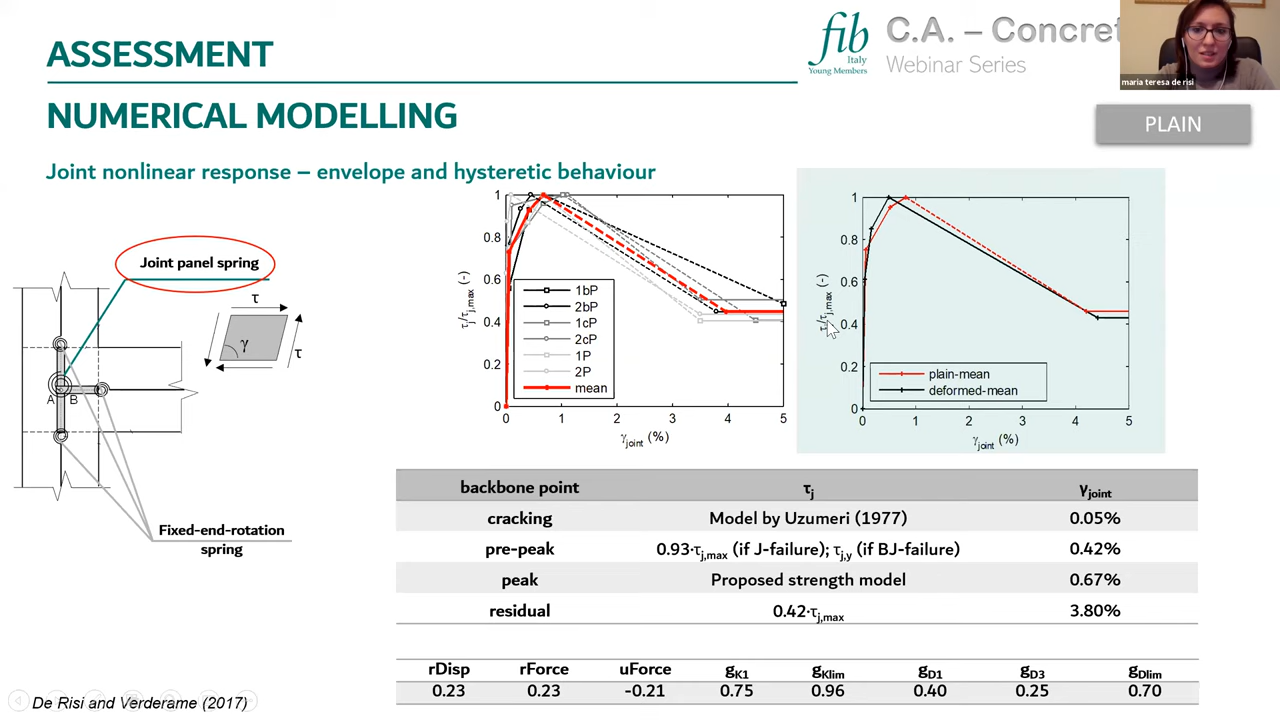 ASSESSMENT
fib
Italy
Young Members
C.A. – Concret
Webinar Series
maria teresa de risi
NUMERICAL MODELLING
PLAIN
Joint nonlinear response – envelope and hysteretic behaviour
Joint panel spring
τ
γ
τ
A B
Fixed-end-rotation
spring
1
0.8
0.6
0.4
0.2
0
τj/τj,max (-)
1bP
2bP
1cP
2cP
1P
2P
mean
0 1 2 3 4 5
γjoint (%)
1
0.8
0.6
0.4
0.2
0
τj/τj,max (-)
plain-mean
deformed-mean
0 1 2 3 4 5
γjoint (%)
backbone point τj γjoint
cracking Model by Uzumeri (1977) 0.05%
pre-peak 0.93·τj,max (if J-failure); τj,y (if BJ-failure) 0.42%
peak Proposed strength model 0.67%
residual 0.42·τj,max 3.80%
rDisp rForce uForce gK1 gKlim gD1 gD3 gDlim
0.23 0.23 -0.21 0.75 0.96 0.40 0.25 0.70
De Risi and Verderame (2017)